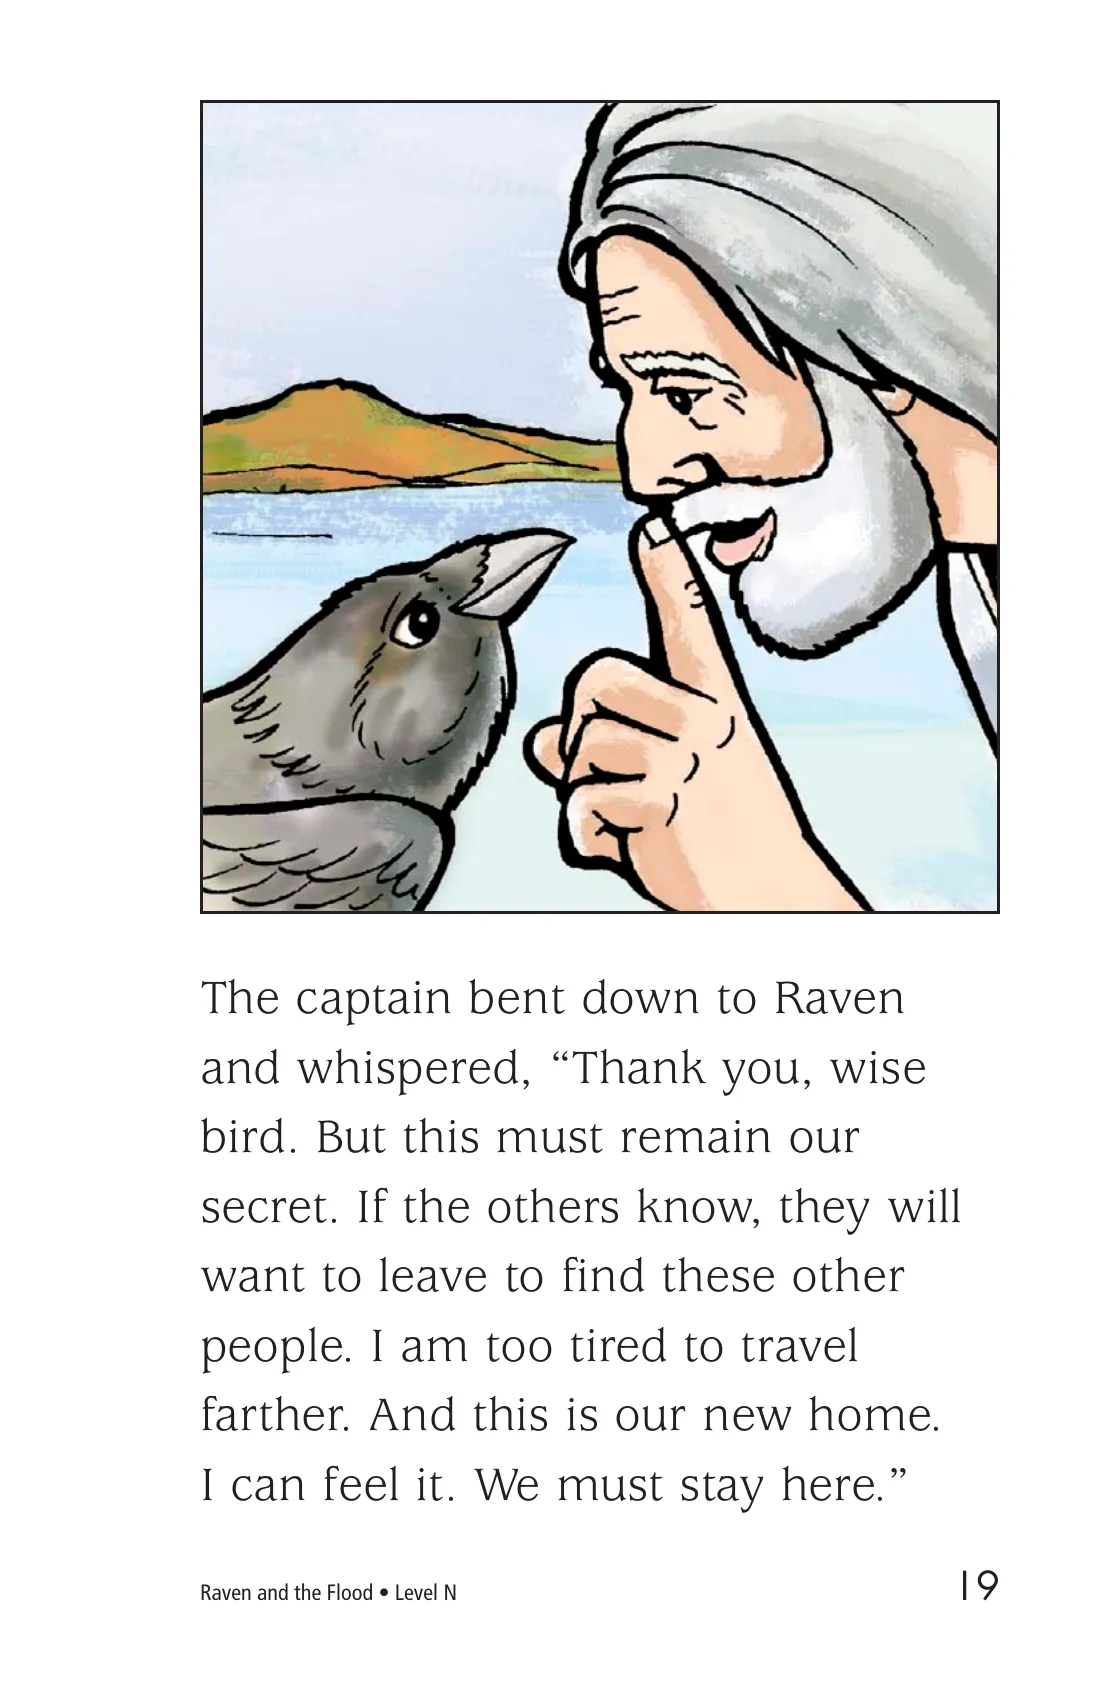 The captain bent down to Raven
and whispered, “Thank you, wise
bird. But this must remain our
secret. If the others know, they will
want to leave to find these other
people. I am too tired to travel
farther. And this is our new home.
I can feel it. We must stay here.”
Raven and the Flood • Level N
19